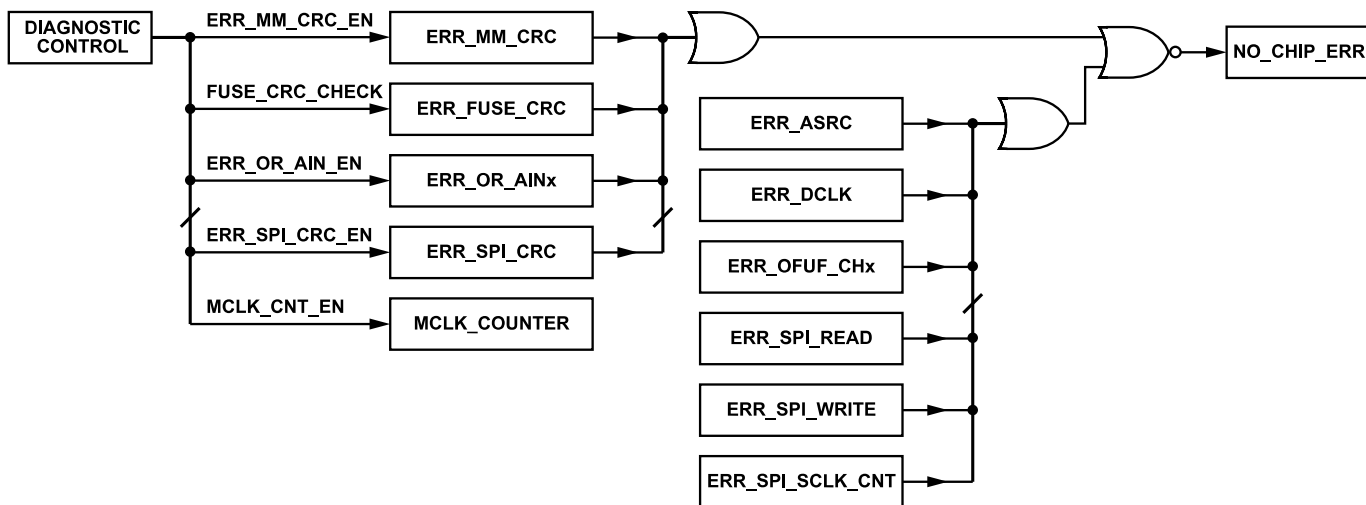 DIAGNOSTIC
CONTROL
ERR_MM_CRC_EN
ERR_MM_CRC
NO_CHIP_ERR
FUSE_CRC_CHECK
ERR_FUSE_CRC
ERR_ASRC
ERR_OR_AIN_EN
ERR_OR_AINx
ERR_DCLK
ERR_SPI_CRC_EN
ERR_SPI_CRC
ERR_OFUF_CHx
MCLK_CNT_EN
MCLK_COUNTER
ERR_SPI_READ
ERR_SPI_WRITE
ERR_SPI_SCLK_CNT